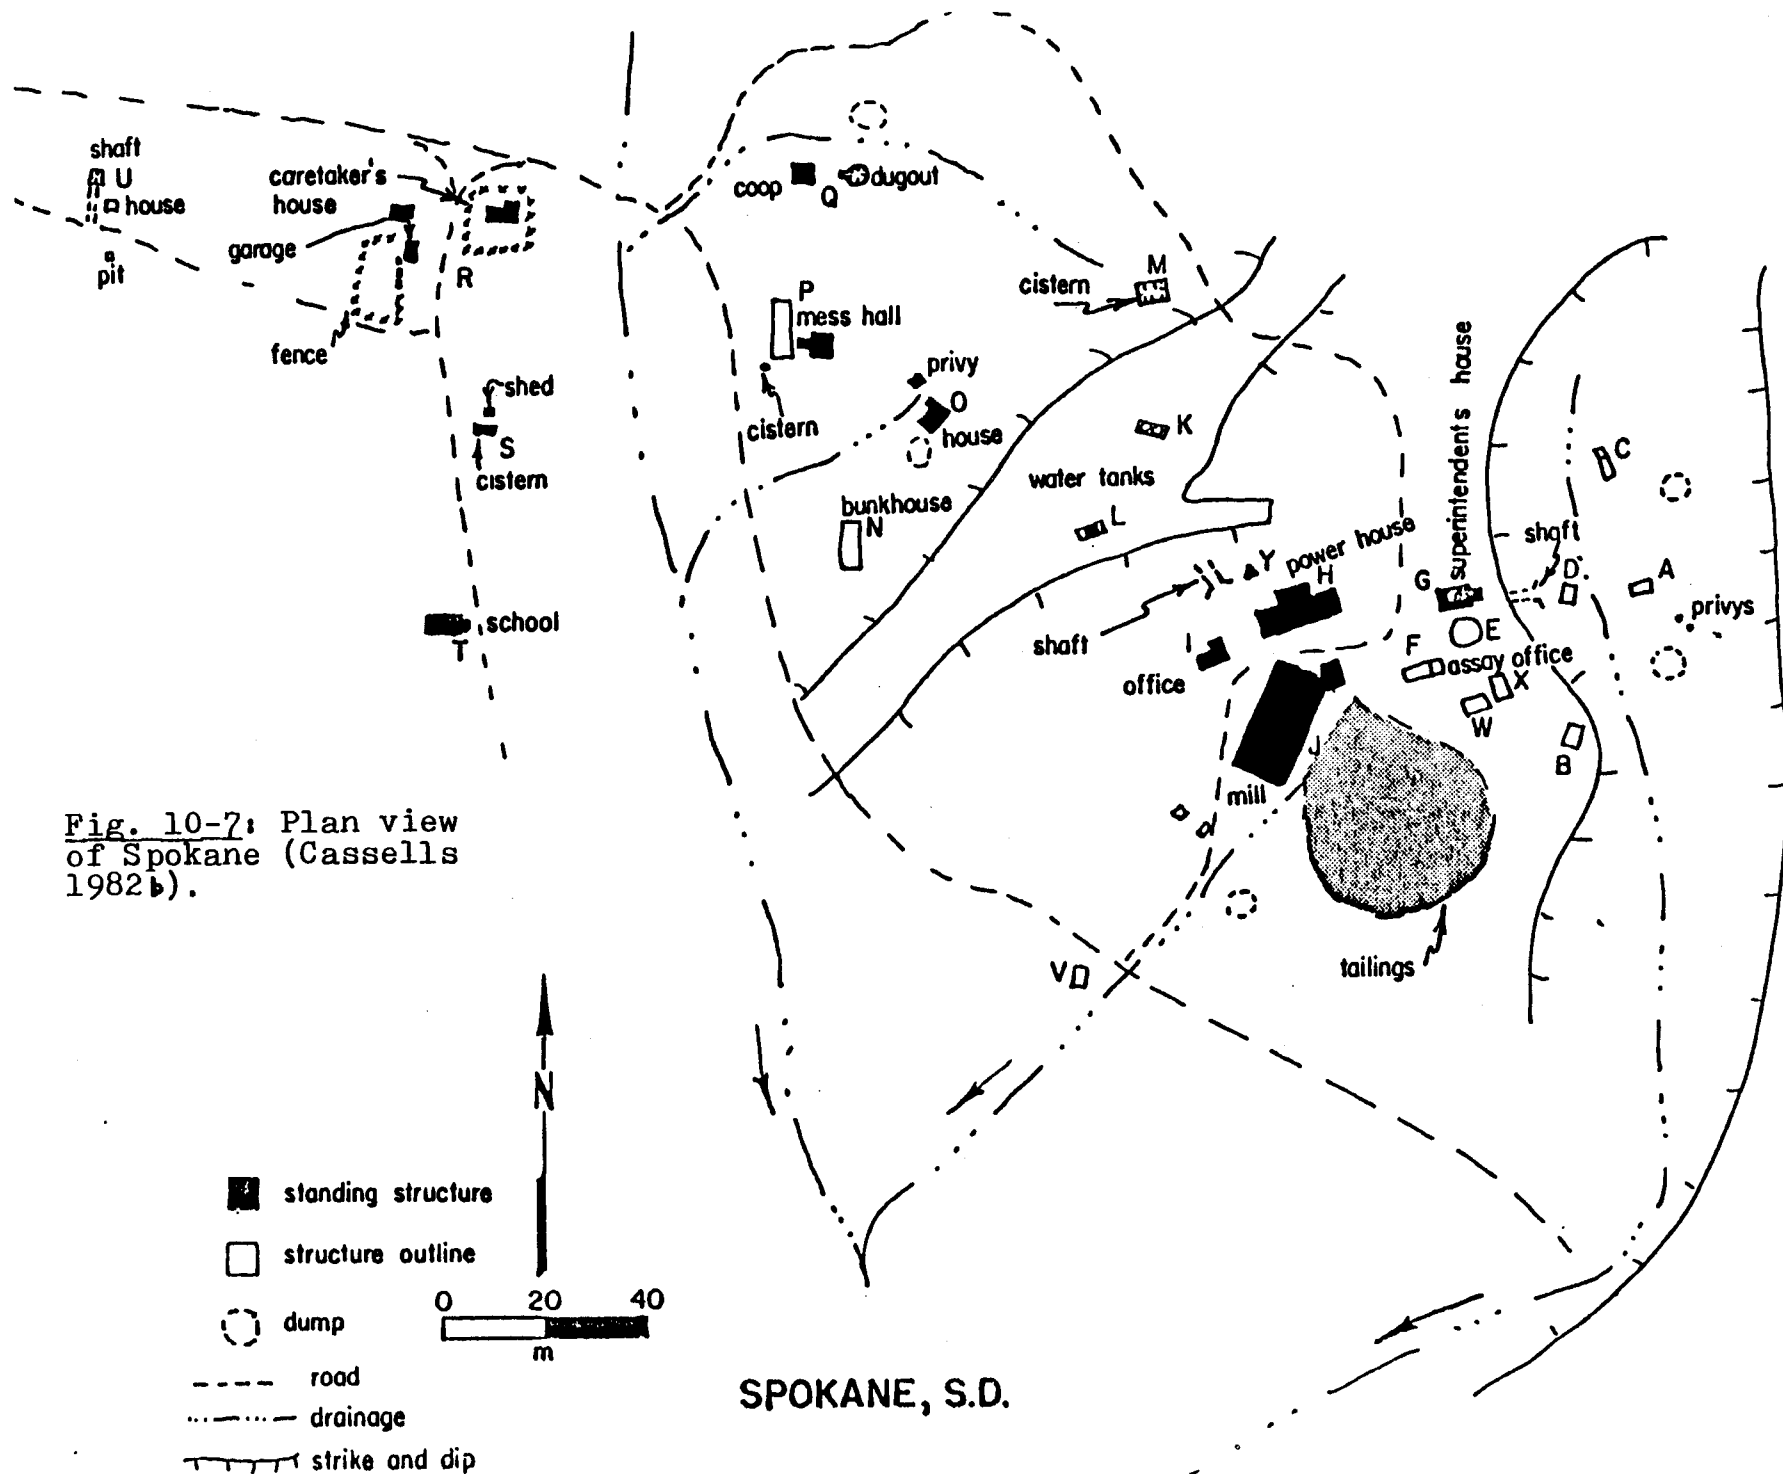 shaft
U
house
pit
caretaker's
house
garage
R
fence
shed
S
cistern
school
T
coop
Q
dugout
P
mess hall
cistern
privy
O
house
bunkhouse
N
M
cistern
K
water tanks
L
shaft
Y
power house
H
I
office
J
mill
superintendents house
G
E
F
assay office
X
W
shaft
D
C
A
privys
B
tailings
V
Fig. 10-7: Plan view
of Spokane (Cassells
1982b).
N
standing structure
structure outline
dump
road
drainage
strike and dip
0 20 40
m
SPOKANE, S.D.